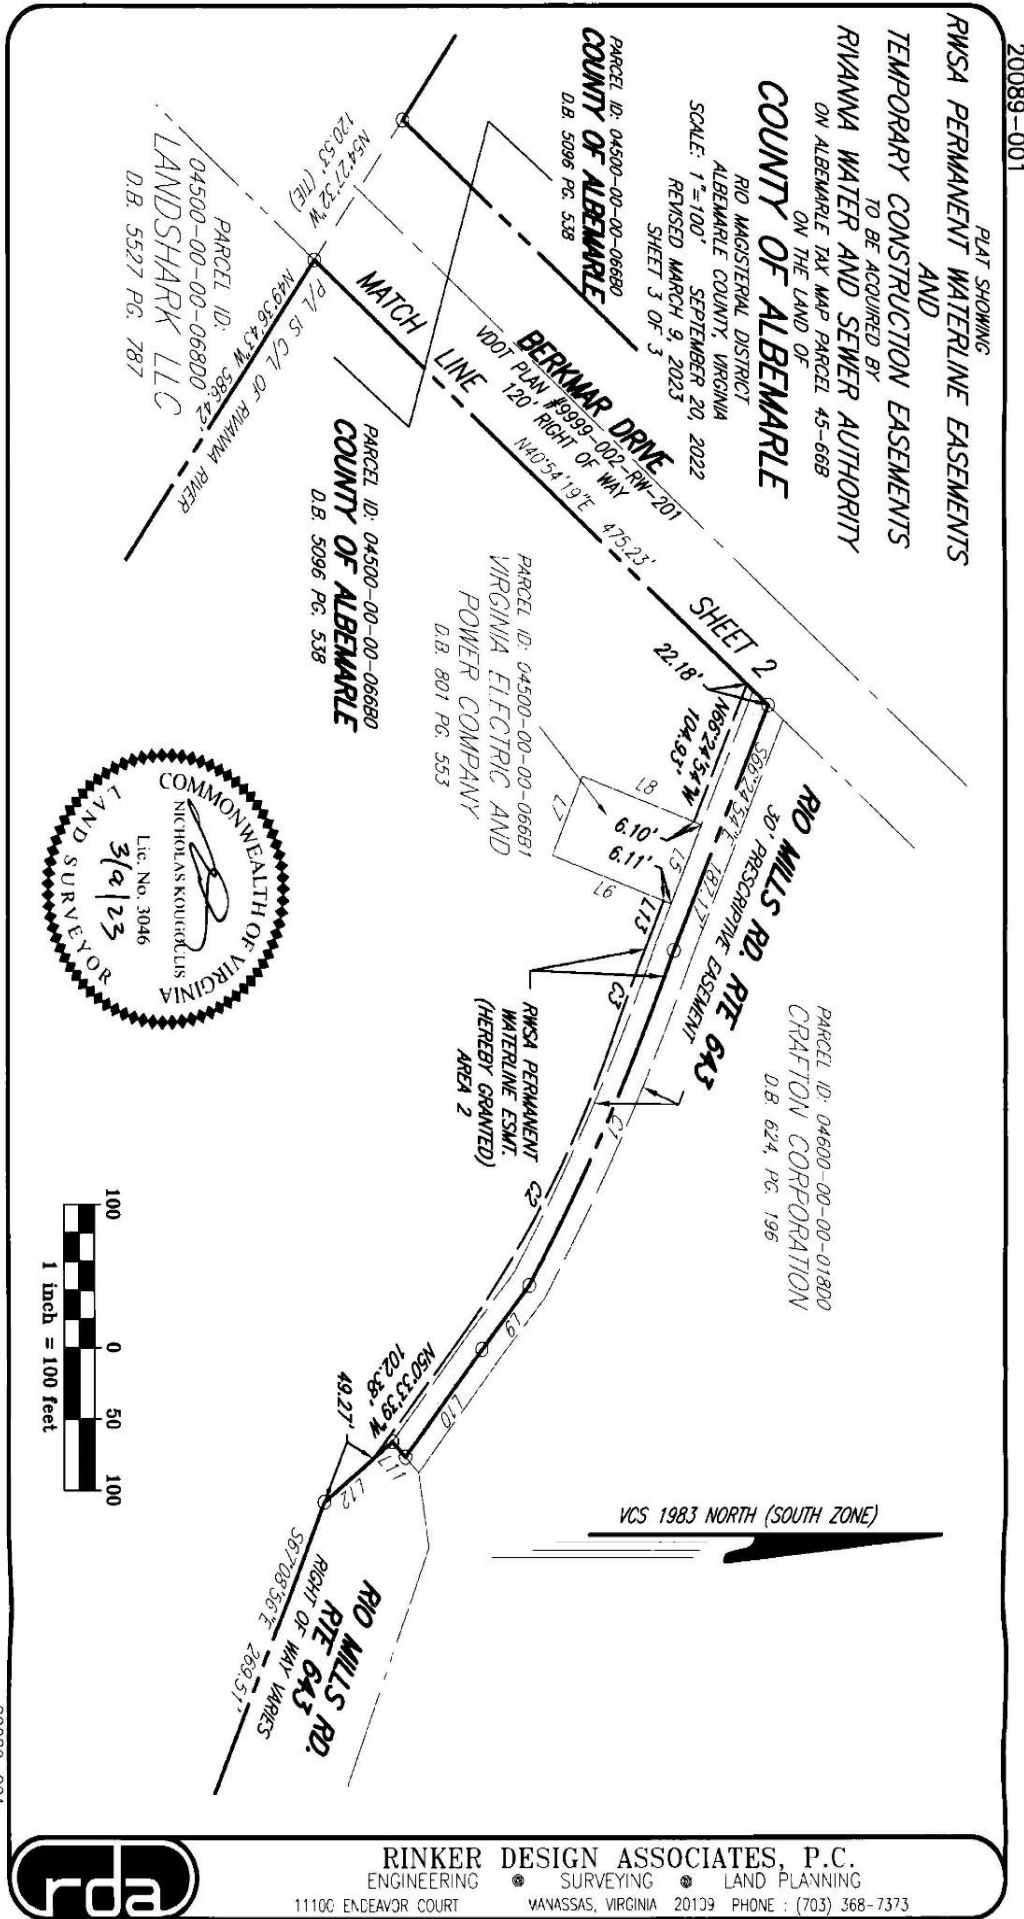 20089-001
PLAT SHOWING
RWSA PERMANENT WATERLINE EASEMENTS
AND
TEMPORARY CONSTRUCTION EASEMENTS
TO BE ACQUIRED BY
RIVANNA WATER AND SEWER AUTHORITY
ON ALBEMARLE TAX MAP PARCEL 45-66B
ON THE LAND OF
COUNTY OF ALBEMARLE
RIO MAGISTERIAL DISTRICT
ALBEMARLE COUNTY, VIRGINIA
SCALE: 1"=100' SEPTEMBER 20, 2022
REVISED MARCH 9, 2023
SHEET 3 OF 3
PARCEL ID: 04500-00-00-066B0
COUNTY OF ALBEMARLE
D.B. 5096 PG. 538
N54°27'32"W
120.53' (TIE)
BERKMAR DRIVE
VDOT PLAN #9999-002-RW-201
120' RIGHT OF WAY
N40°54'19"E 475.23'
MATCH LINE
SHEET 2
PARCEL ID:
04500-00-00-06800
LANDSHARK LLC
D.B. 5527 PG. 787
N49°36'43"W 586.42'
P/L IS C/L OF RIVANNA RIVER
PARCEL ID: 04500-00-00-066B0
COUNTY OF ALBEMARLE
D.B. 5096 PG. 538
PARCEL ID: 04500-00-00-066B1
VIRGINIA ELECTRIC AND
POWER COMPANY
D.B. 801 PG. 553
22.18'
N66°24'54"W
104.93'
S66°24'54"E 187.17'
RIO MILLS RD. RTE 643
30' PRESCRIPTIVE EASEMENT
6.10'
6.11'
L5
L6
L7
L8
L13
C3
C1
C2
PARCEL ID: 04600-00-00-01800
CRAFTON CORPORATION
D.B. 624, PG. 196
RWSA PERMANENT
WATERLINE ESMT.
(HEREBY GRANTED)
AREA 2
L9
L10
L11
L12
N50°33'39"W
102.38'
49.27'
S67°08'56"E 269.51'
RIO MILLS RD.
RTE 643
RIGHT OF WAY VARIES
VCS 1983 NORTH (SOUTH ZONE)
COMMONWEALTH OF VIRGINIA
NICHOLAS KOUGOULIS
Lic. No. 3046
3/9/23
LAND SURVEYOR
100 0 50 100
1 inch = 100 feet
rda
RINKER DESIGN ASSOCIATES, P.C.
ENGINEERING SURVEYING LAND PLANNING
11100 ENDEAVOR COURT MANASSAS, VIRGINIA 20109 PHONE : (703) 368-7373